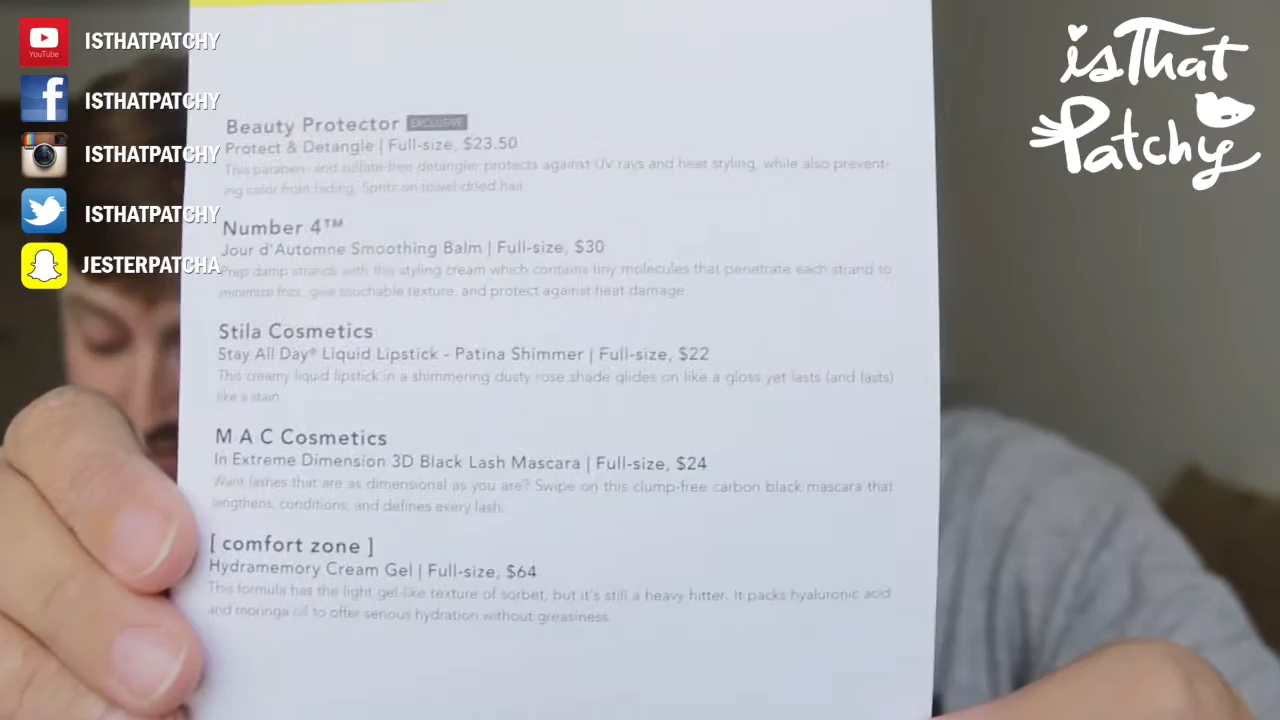 YouTube
ISTHATPATCHY
ISTHATPATCHY
ISTHATPATCHY
ISTHATPATCHY
JESTERPATCHA
isThat
Patchy
Beauty Protector EXCLUSIVE
Protect & Detangle | Full-size, $23.50
This paraben- and sulfate-free detangler protects against UV rays and heat styling, while also prevent-
ing color from fading. Spritz on towel-dried hair.
Number 4™
Jour d'Automne Smoothing Balm | Full-size, $30
Prep damp strands with this styling cream which contains tiny molecules that penetrate each strand to
minimize frizz, give touchable texture, and protect against heat damage.
Stila Cosmetics
Stay All Day® Liquid Lipstick - Patina Shimmer | Full-size, $22
This creamy liquid lipstick in a shimmering dusty rose shade glides on like a gloss yet lasts (and lasts)
like a stain.
M A C Cosmetics
In Extreme Dimension 3D Black Lash Mascara | Full-size, $24
Want lashes that are as dimensional as you are? Swipe on this clump-free carbon black mascara that
lengthens, conditions, and defines every lash.
[ comfort zone ]
Hydramemory Cream Gel | Full-size, $64
This formula has the light gel-like texture of sorbet, but it's still a heavy hitter. It packs hyaluronic acid
and moringa oil to offer serious hydration without greasiness.